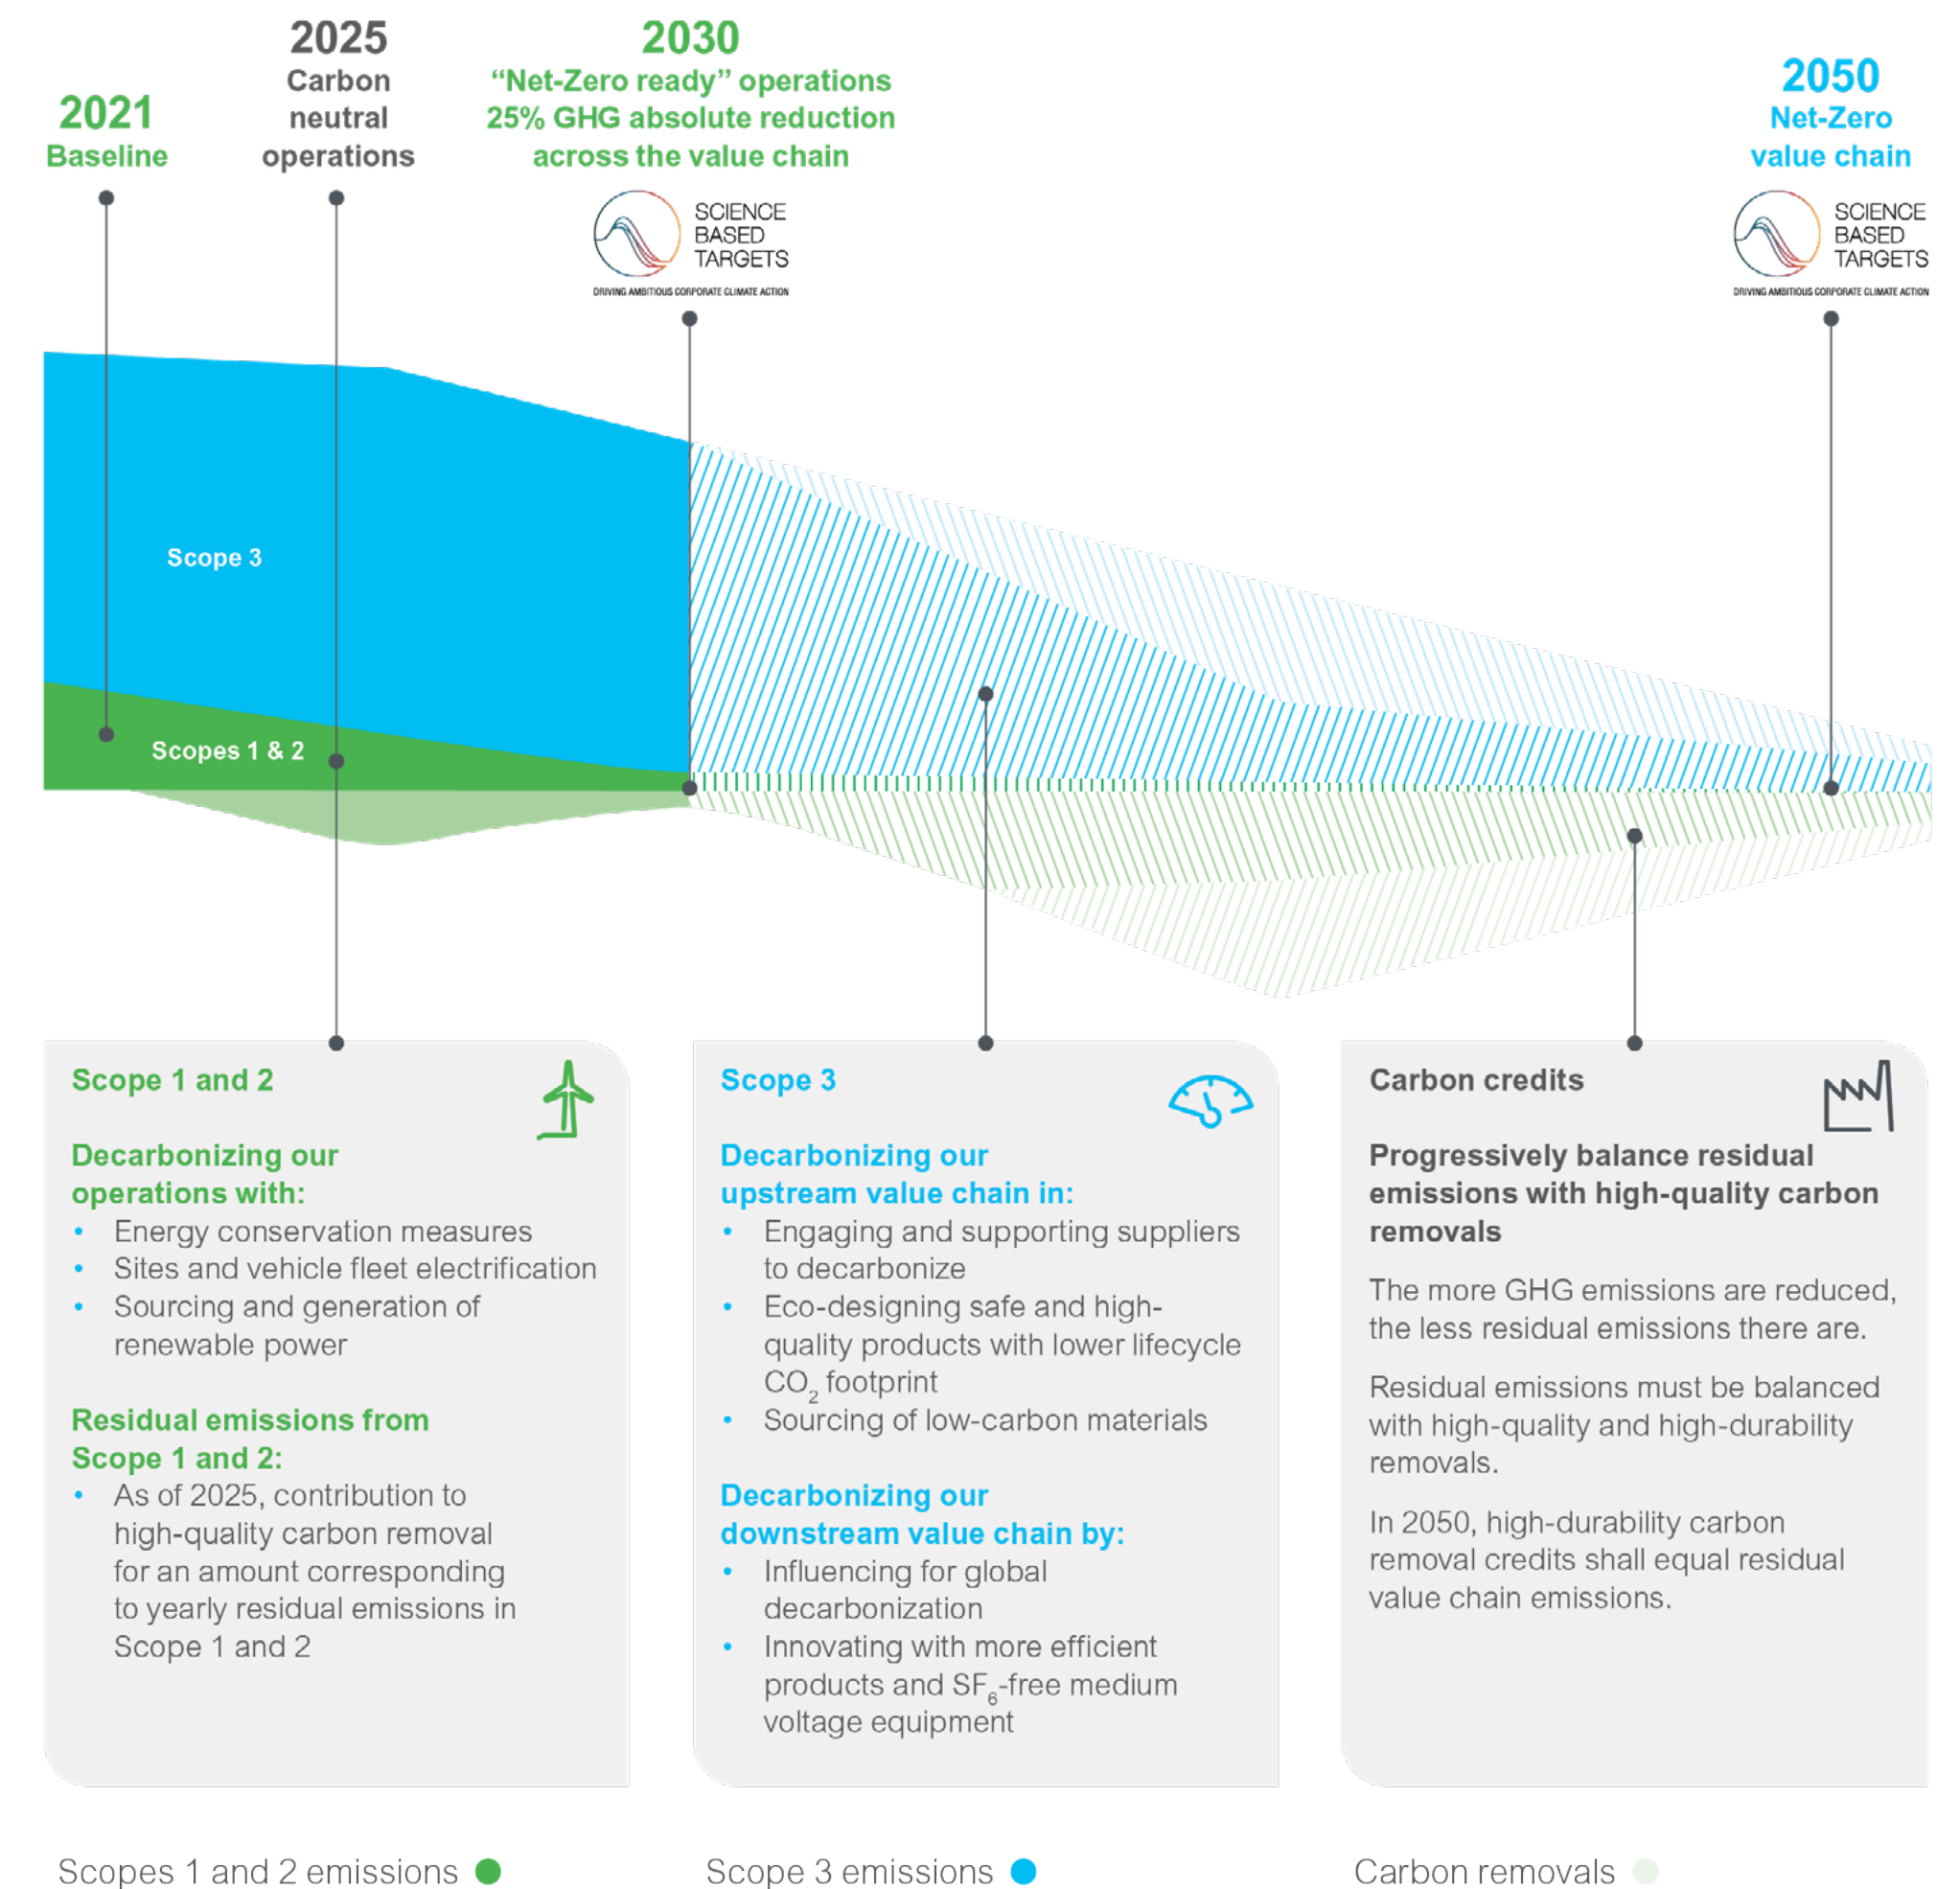 2021
Baseline
2025
Carbon
neutral
operations
2030
“Net-Zero ready” operations
25% GHG absolute reduction
across the value chain
SCIENCE
BASED
TARGETS
DRIVING AMBITIOUS CORPORATE CLIMATE ACTION
2050
Net-Zero
value chain
SCIENCE
BASED
TARGETS
DRIVING AMBITIOUS CORPORATE CLIMATE ACTION
Scope 3
Scopes 1 & 2
Scope 1 and 2
Decarbonizing our
operations with:
• Energy conservation measures
• Sites and vehicle fleet electrification
• Sourcing and generation of
renewable power
Residual emissions from
Scope 1 and 2:
• As of 2025, contribution to
high-quality carbon removal
for an amount corresponding
to yearly residual emissions in
Scope 1 and 2
Scope 3
Decarbonizing our
upstream value chain in:
• Engaging and supporting suppliers
to decarbonize
• Eco-designing safe and high-
quality products with lower lifecycle
CO₂ footprint
• Sourcing of low-carbon materials
Decarbonizing our
downstream value chain by:
• Influencing for global
decarbonization
• Innovating with more efficient
products and SF₆-free medium
voltage equipment
Carbon credits
Progressively balance residual
emissions with high-quality carbon
removals
The more GHG emissions are reduced,
the less residual emissions there are.
Residual emissions must be balanced
with high-quality and high-durability
removals.
In 2050, high-durability carbon
removal credits shall equal residual
value chain emissions.
Scopes 1 and 2 emissions
Scope 3 emissions
Carbon removals